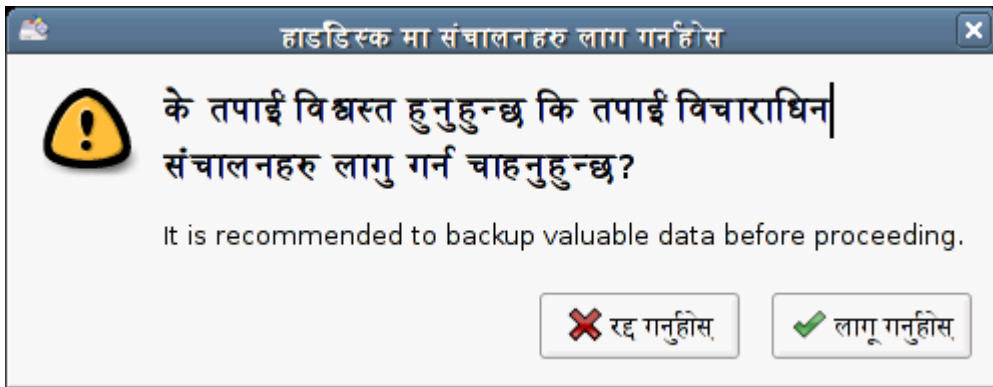 हार्डडिस्क मा संचालनहरु लागु गर्नुहोस्
के तपाईं विश्वस्त हुनुहुन्छ कि तपाईं विचाराधिन
संचालनहरु लागु गर्न चाहनुहुन्छ?
It is recommended to backup valuable data before proceeding.
रद्द गर्नुहोस्
लागू गर्नुहोस्